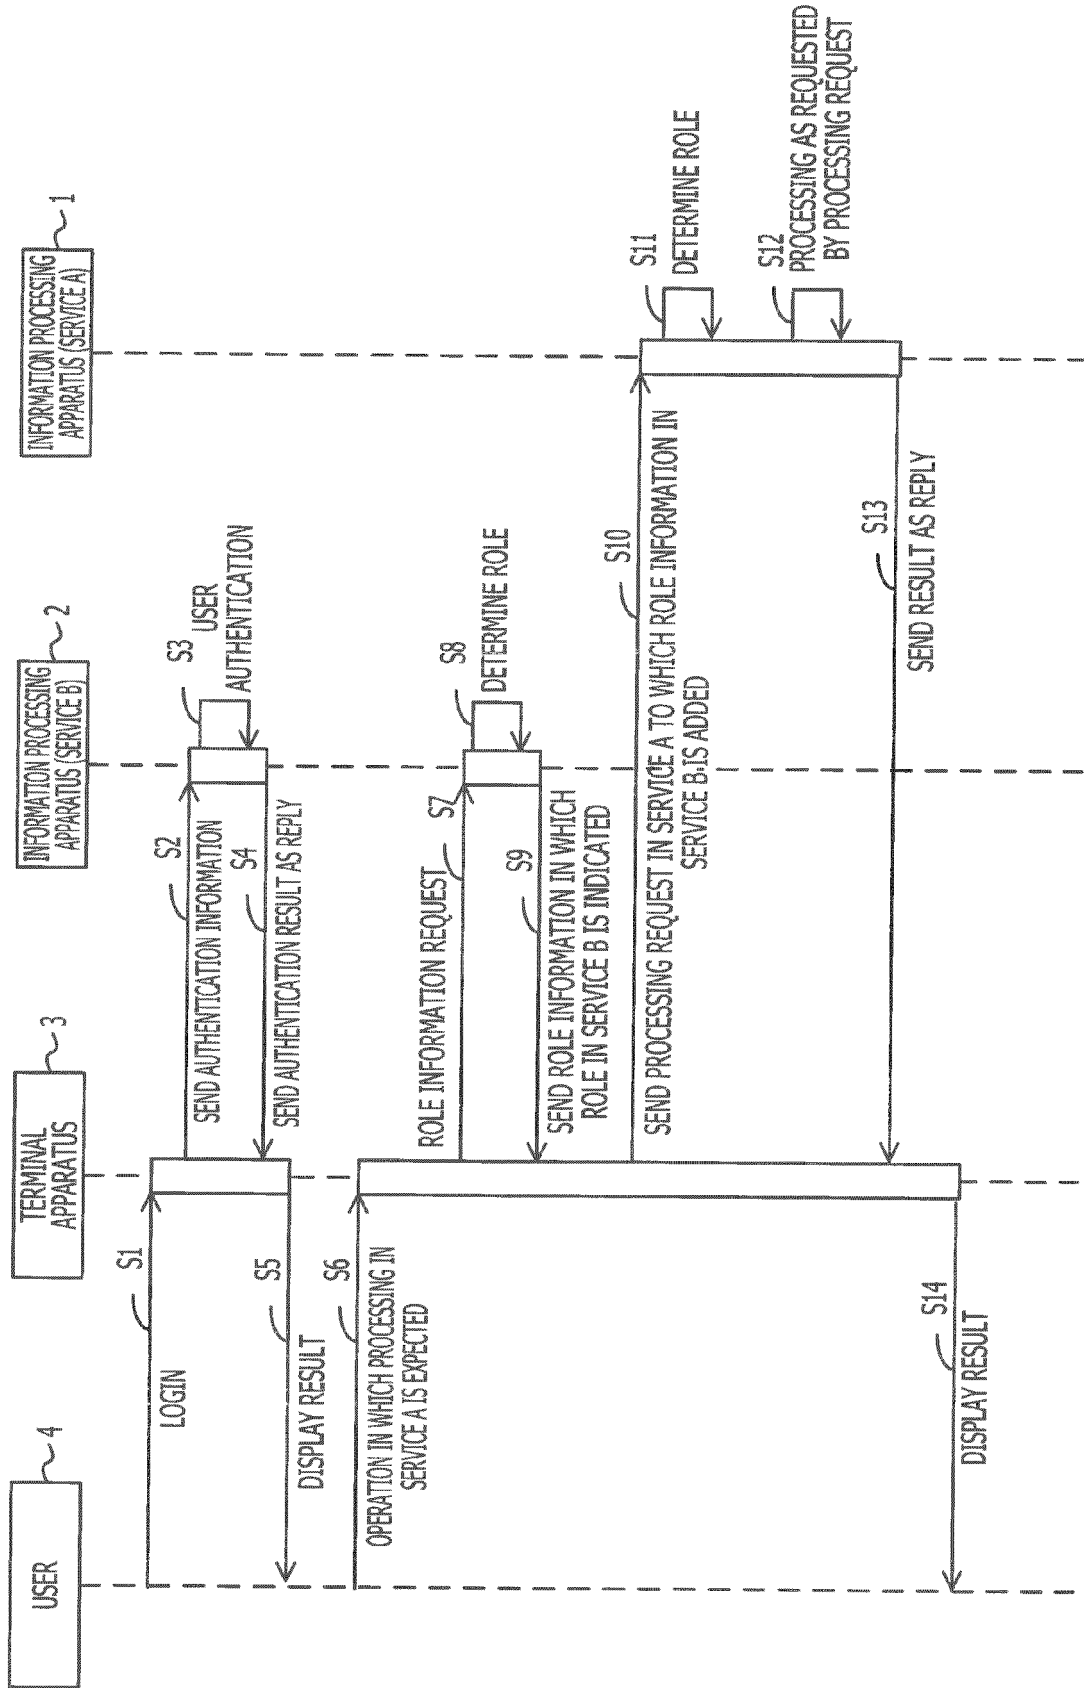 USER
4
TERMINAL
APPARATUS
3
INFORMATION PROCESSING
APPARATUS (SERVICE B)
2
INFORMATION PROCESSING
APPARATUS (SERVICE A)
1
S1
LOGIN
S2
SEND AUTHENTICATION INFORMATION
S3
USER
AUTHENTICATION
S4
SEND AUTHENTICATION RESULT AS REPLY
S5
DISPLAY RESULT
S6
OPERATION IN WHICH PROCESSING IN
SERVICE A IS EXPECTED
S7
ROLE INFORMATION REQUEST
S8
DETERMINE ROLE
S9
SEND ROLE INFORMATION IN WHICH
ROLE IN SERVICE B IS INDICATED
S10
SEND PROCESSING REQUEST IN SERVICE A TO WHICH ROLE INFORMATION IN
SERVICE B IS ADDED
S11
DETERMINE ROLE
S12
PROCESSING AS REQUESTED
BY PROCESSING REQUEST
S13
SEND RESULT AS REPLY
S14
DISPLAY RESULT